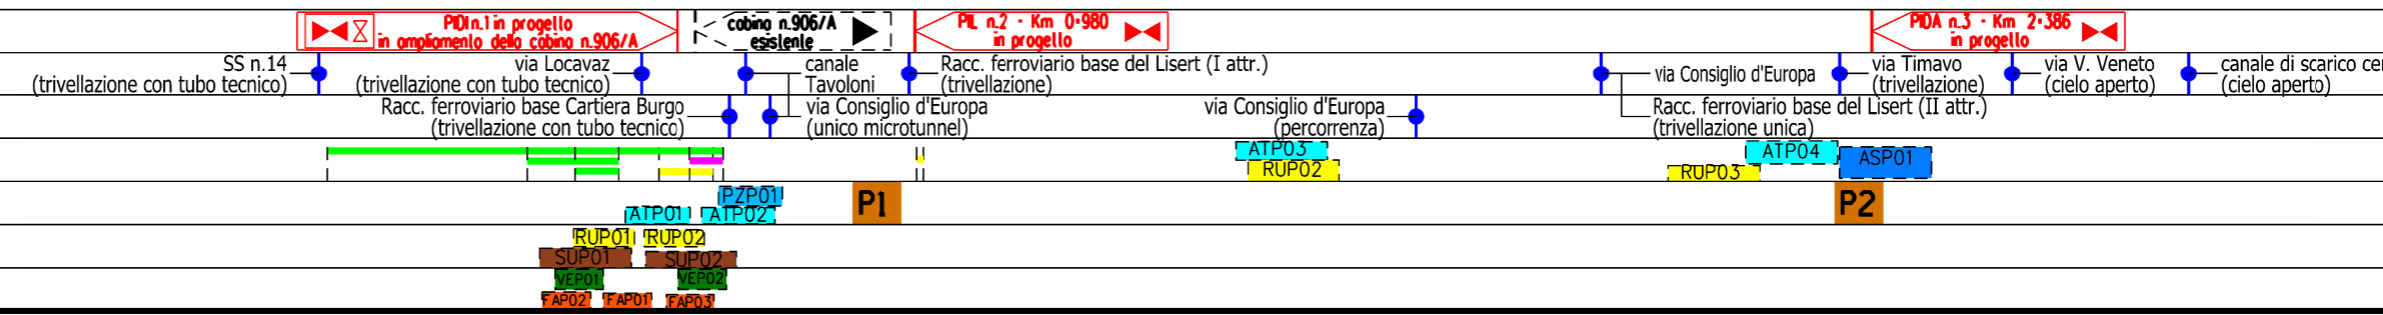 PIDI n.1 in progetto
in ampliamento della cabina n.906/A
cabina n.906/A
esistente
PIL n.2 - Km 0+980
in progetto
PIDA n.3 - Km 2+386
in progetto
SS n.14
(trivellazione con tubo tecnico)
via Locavaz
(trivellazione con tubo tecnico)
canale
Tavoloni
Racc. ferroviario base del Lisert (I attr.)
(trivellazione)
via Consiglio d'Europa
via Timavo
(trivellazione)
via V. Veneto
(cielo aperto)
canale di scarico ce
(cielo aperto)
Racc. ferroviario base Cartiera Burgo
(trivellazione con tubo tecnico)
via Consiglio d'Europa
(unico microtunnel)
via Consiglio d'Europa
(percorrenza)
Racc. ferroviario base del Lisert (II attr.)
(trivellazione unica)
ATP03
RUP02
ATP04
ASP01
RUP03
PZP01
ATP01
ATP02
P1
P2
RUP01
RUP02
SUP01
SUP02
VEP01
VEP02
FAP02
FAP01
FAP03